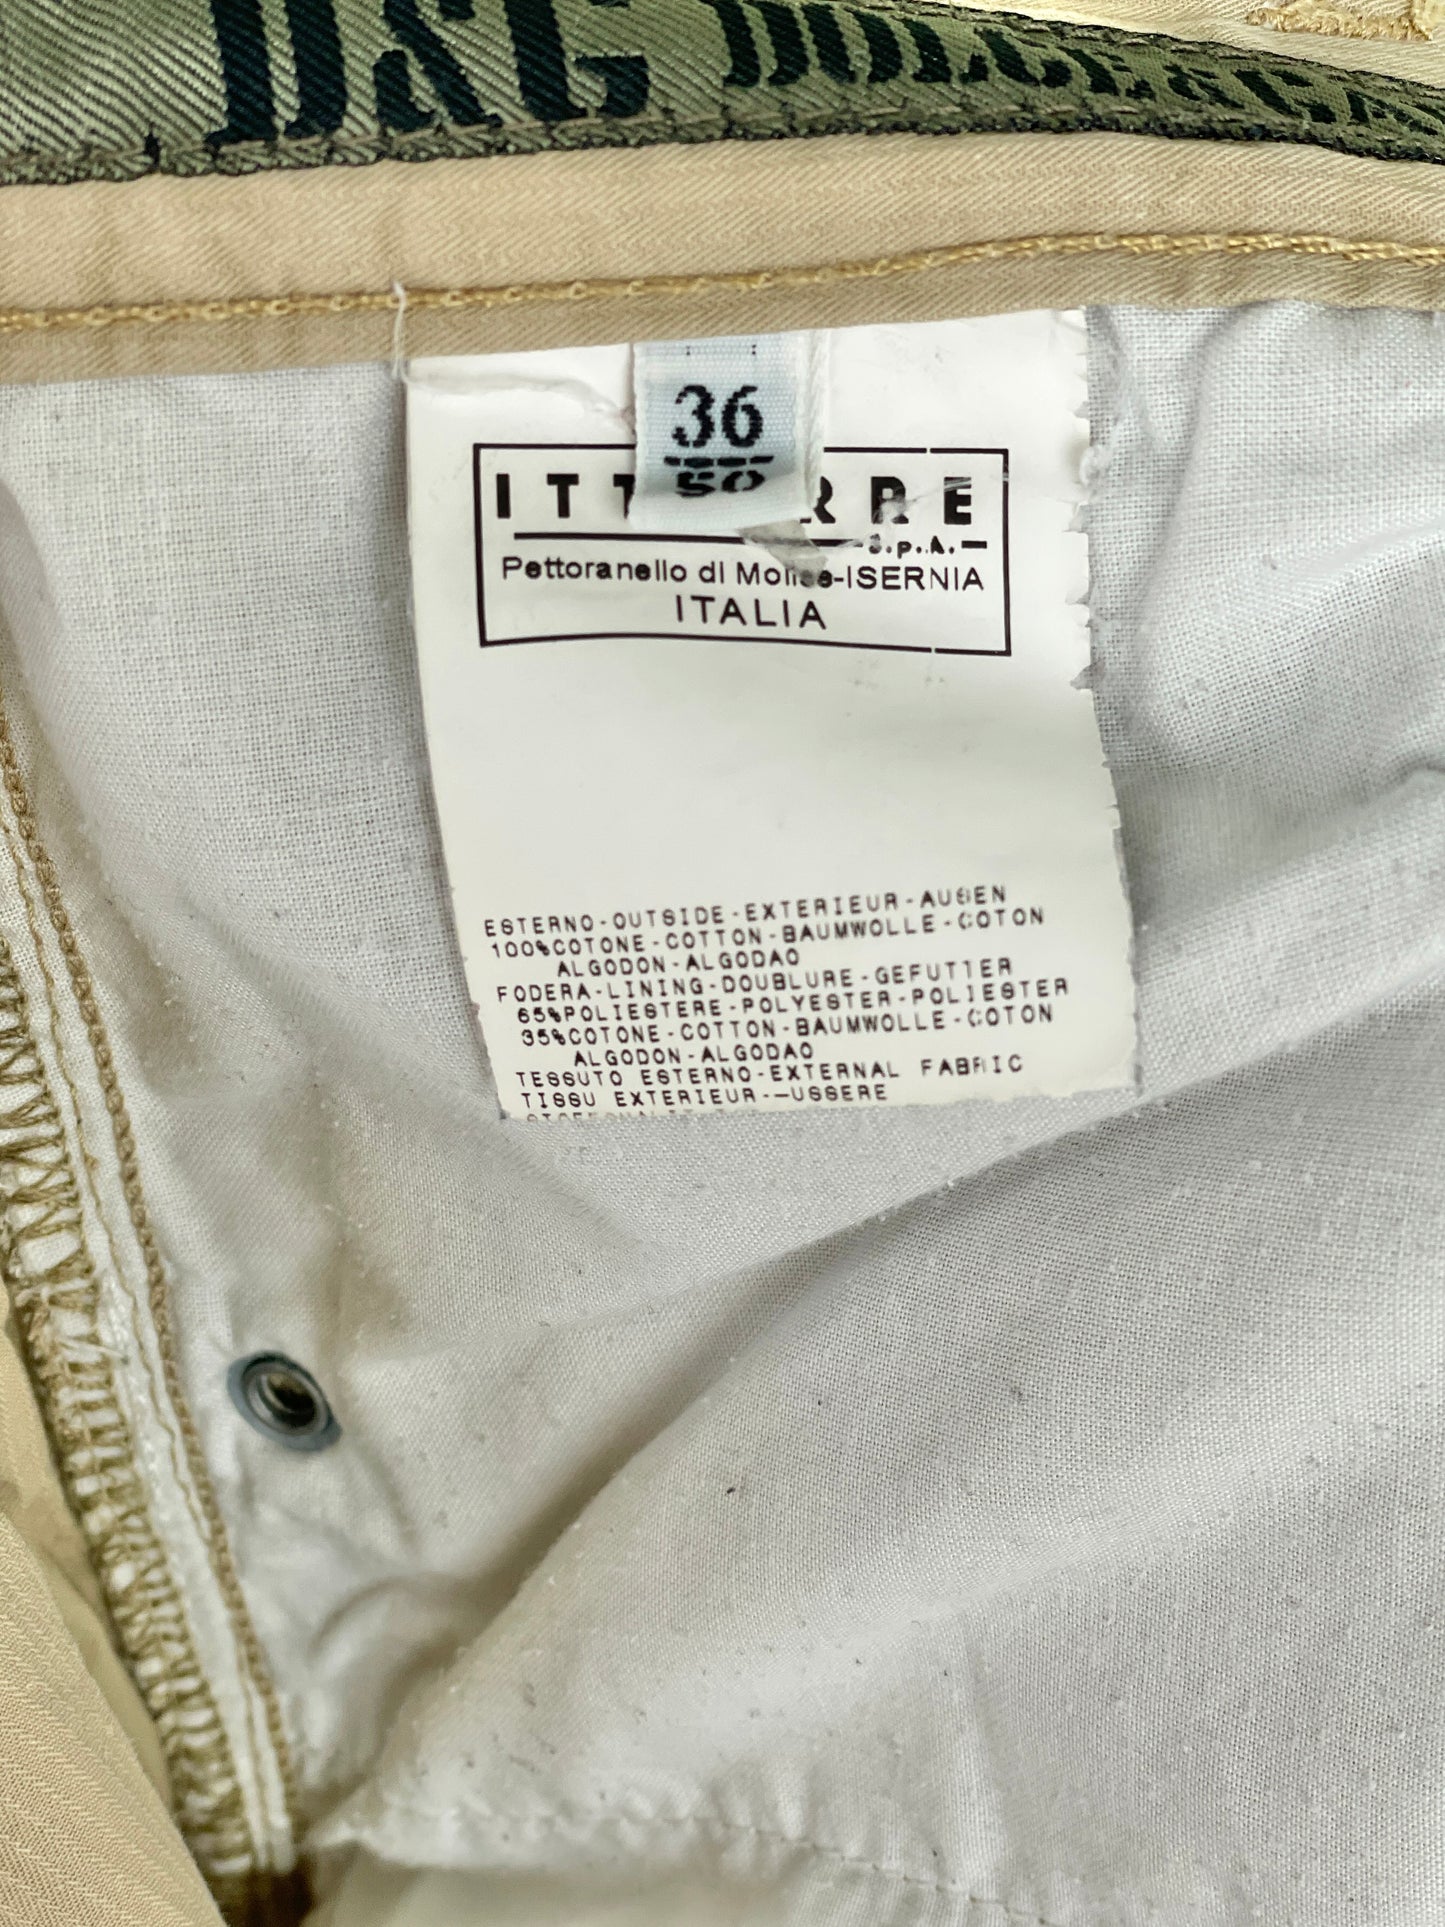 D&G DOLCE&GA
36
50
ITTIERRE
S.p.A.
Pettoranello di Molise-ISERNIA
ITALIA
ESTERNO-OUTSIDE-EXTERIEUR-AUSEN
100%COTONE-COTTON-BAUMWOLLE-COTON
ALGODON-ALGODAO
FODERA-LINING-DOUBLURE-GEFUTTER
65%POLIESTERE-POLYESTER-POLIESTER
35%COTONE-COTTON-BAUMWOLLE-COTON
ALGODON-ALGODAO
TESSUTO ESTERNO-EXTERNAL FABRIC
TISSU EXTERIEUR--USSERE